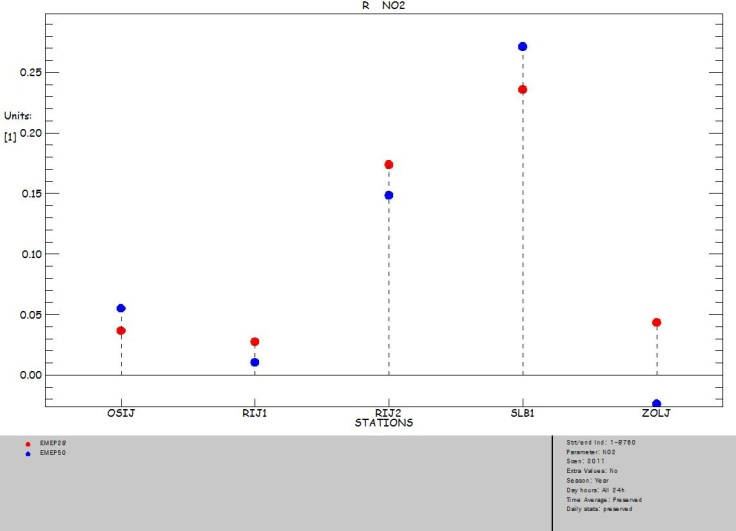 R NO2
0.25
Units:
[1] 0.20
0.15
0.10
0.05
0.00
OSIJ RIJ1 RIJ2 SLB1 ZOLJ
STATIONS
EMEP28
EMEP50
Strt/end Ind: 1-8760
Parameter: NO2
Scen: 2011
Extra Values: No
Season: Year
Day hours: All 24h
Time Average: Preserved
Daily stats: preserved